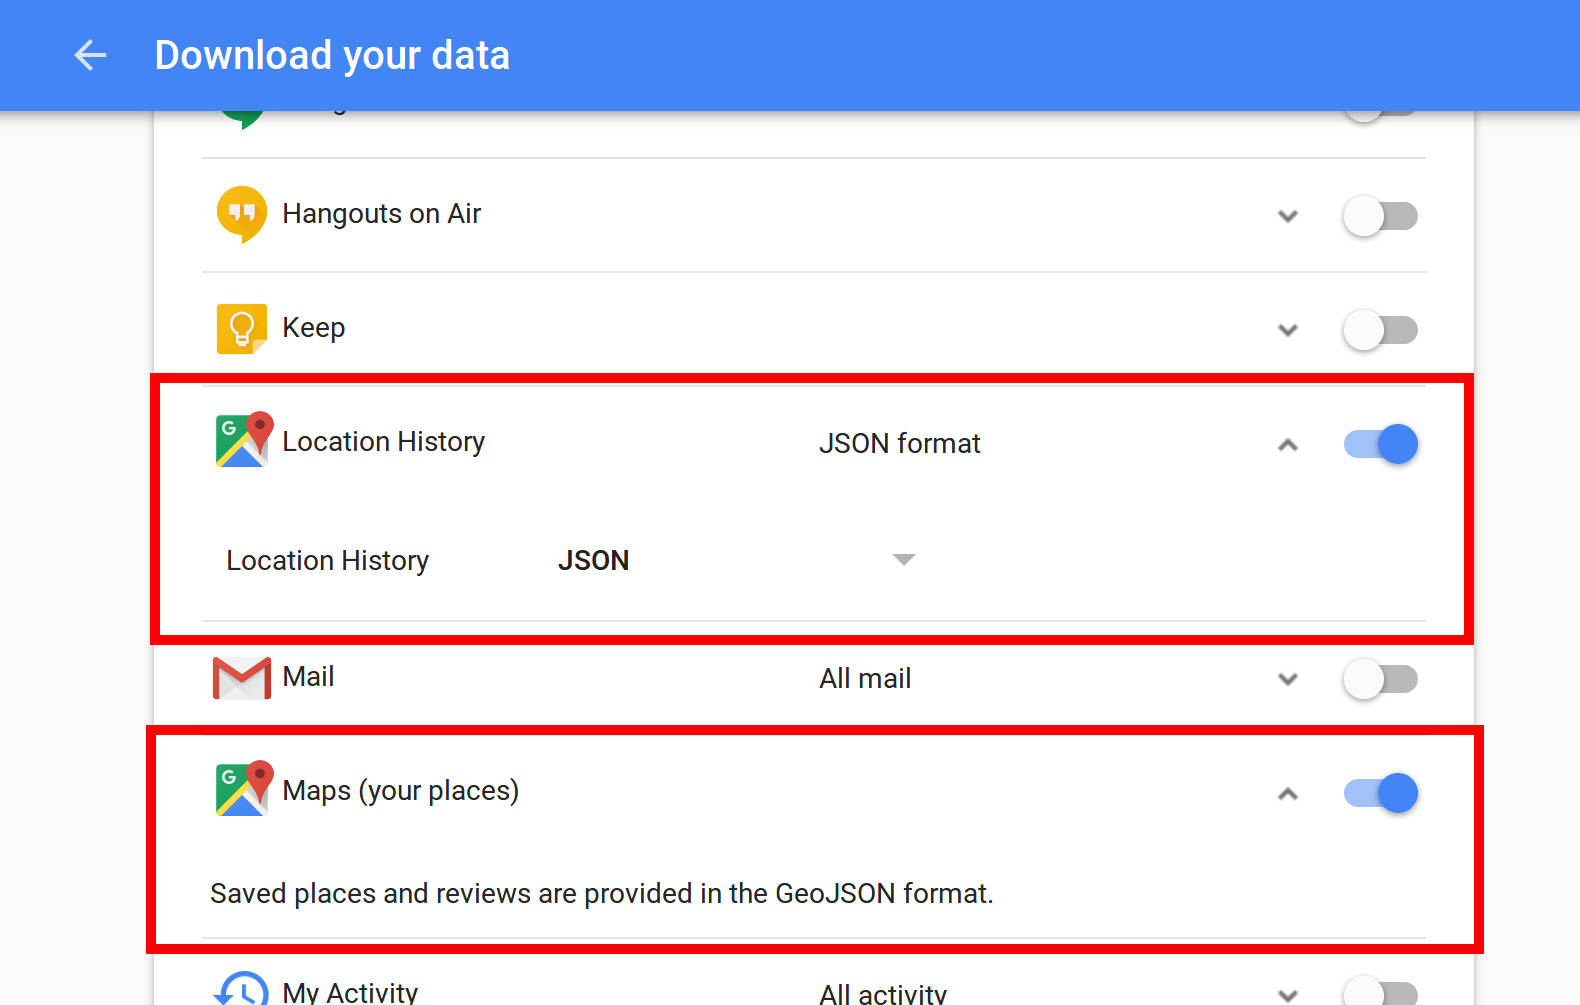 Download your data
Hangouts on Air
Keep
Location History JSON format
Location History JSON
Mail All mail
Maps (your places)
Saved places and reviews are provided in the GeoJSON format.
My Activity All activity